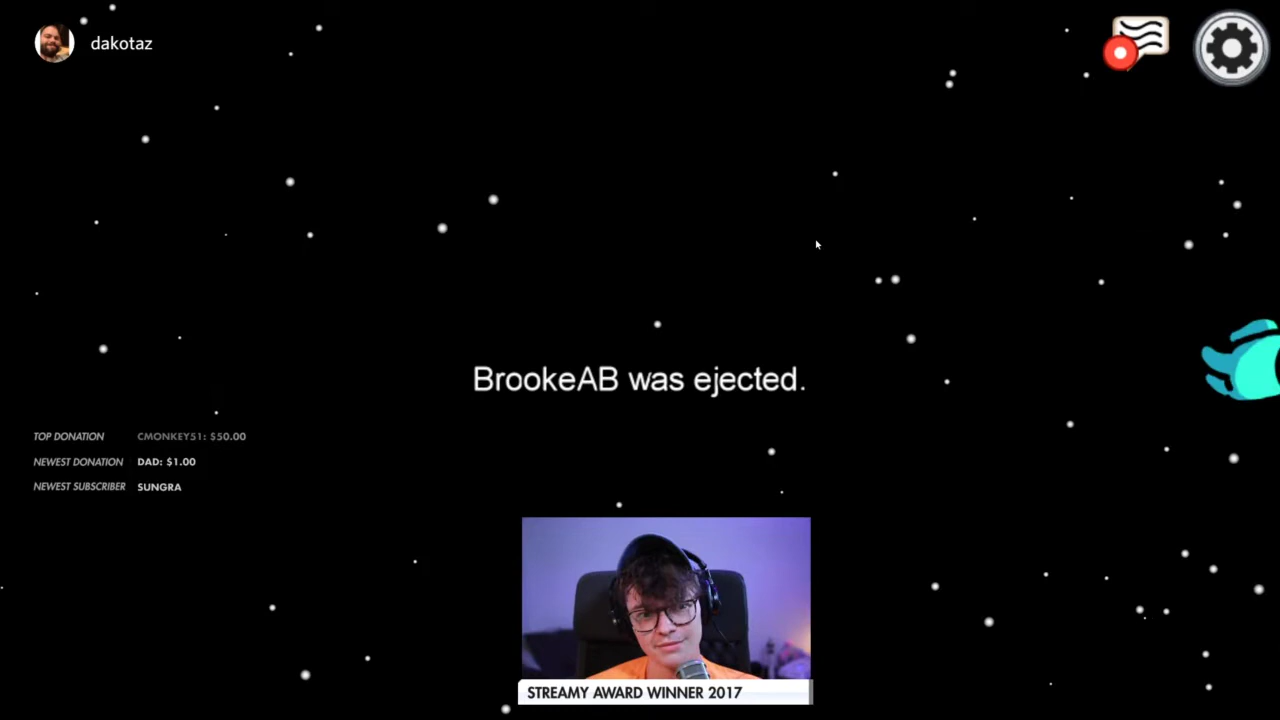 dakotaz
BrookeAB was ejected.
TOP DONATION CMONKEY51: $50.00
NEWEST DONATION DAD: $1.00
NEWEST SUBSCRIBER SUNGRA
STREAMY AWARD WINNER 2017